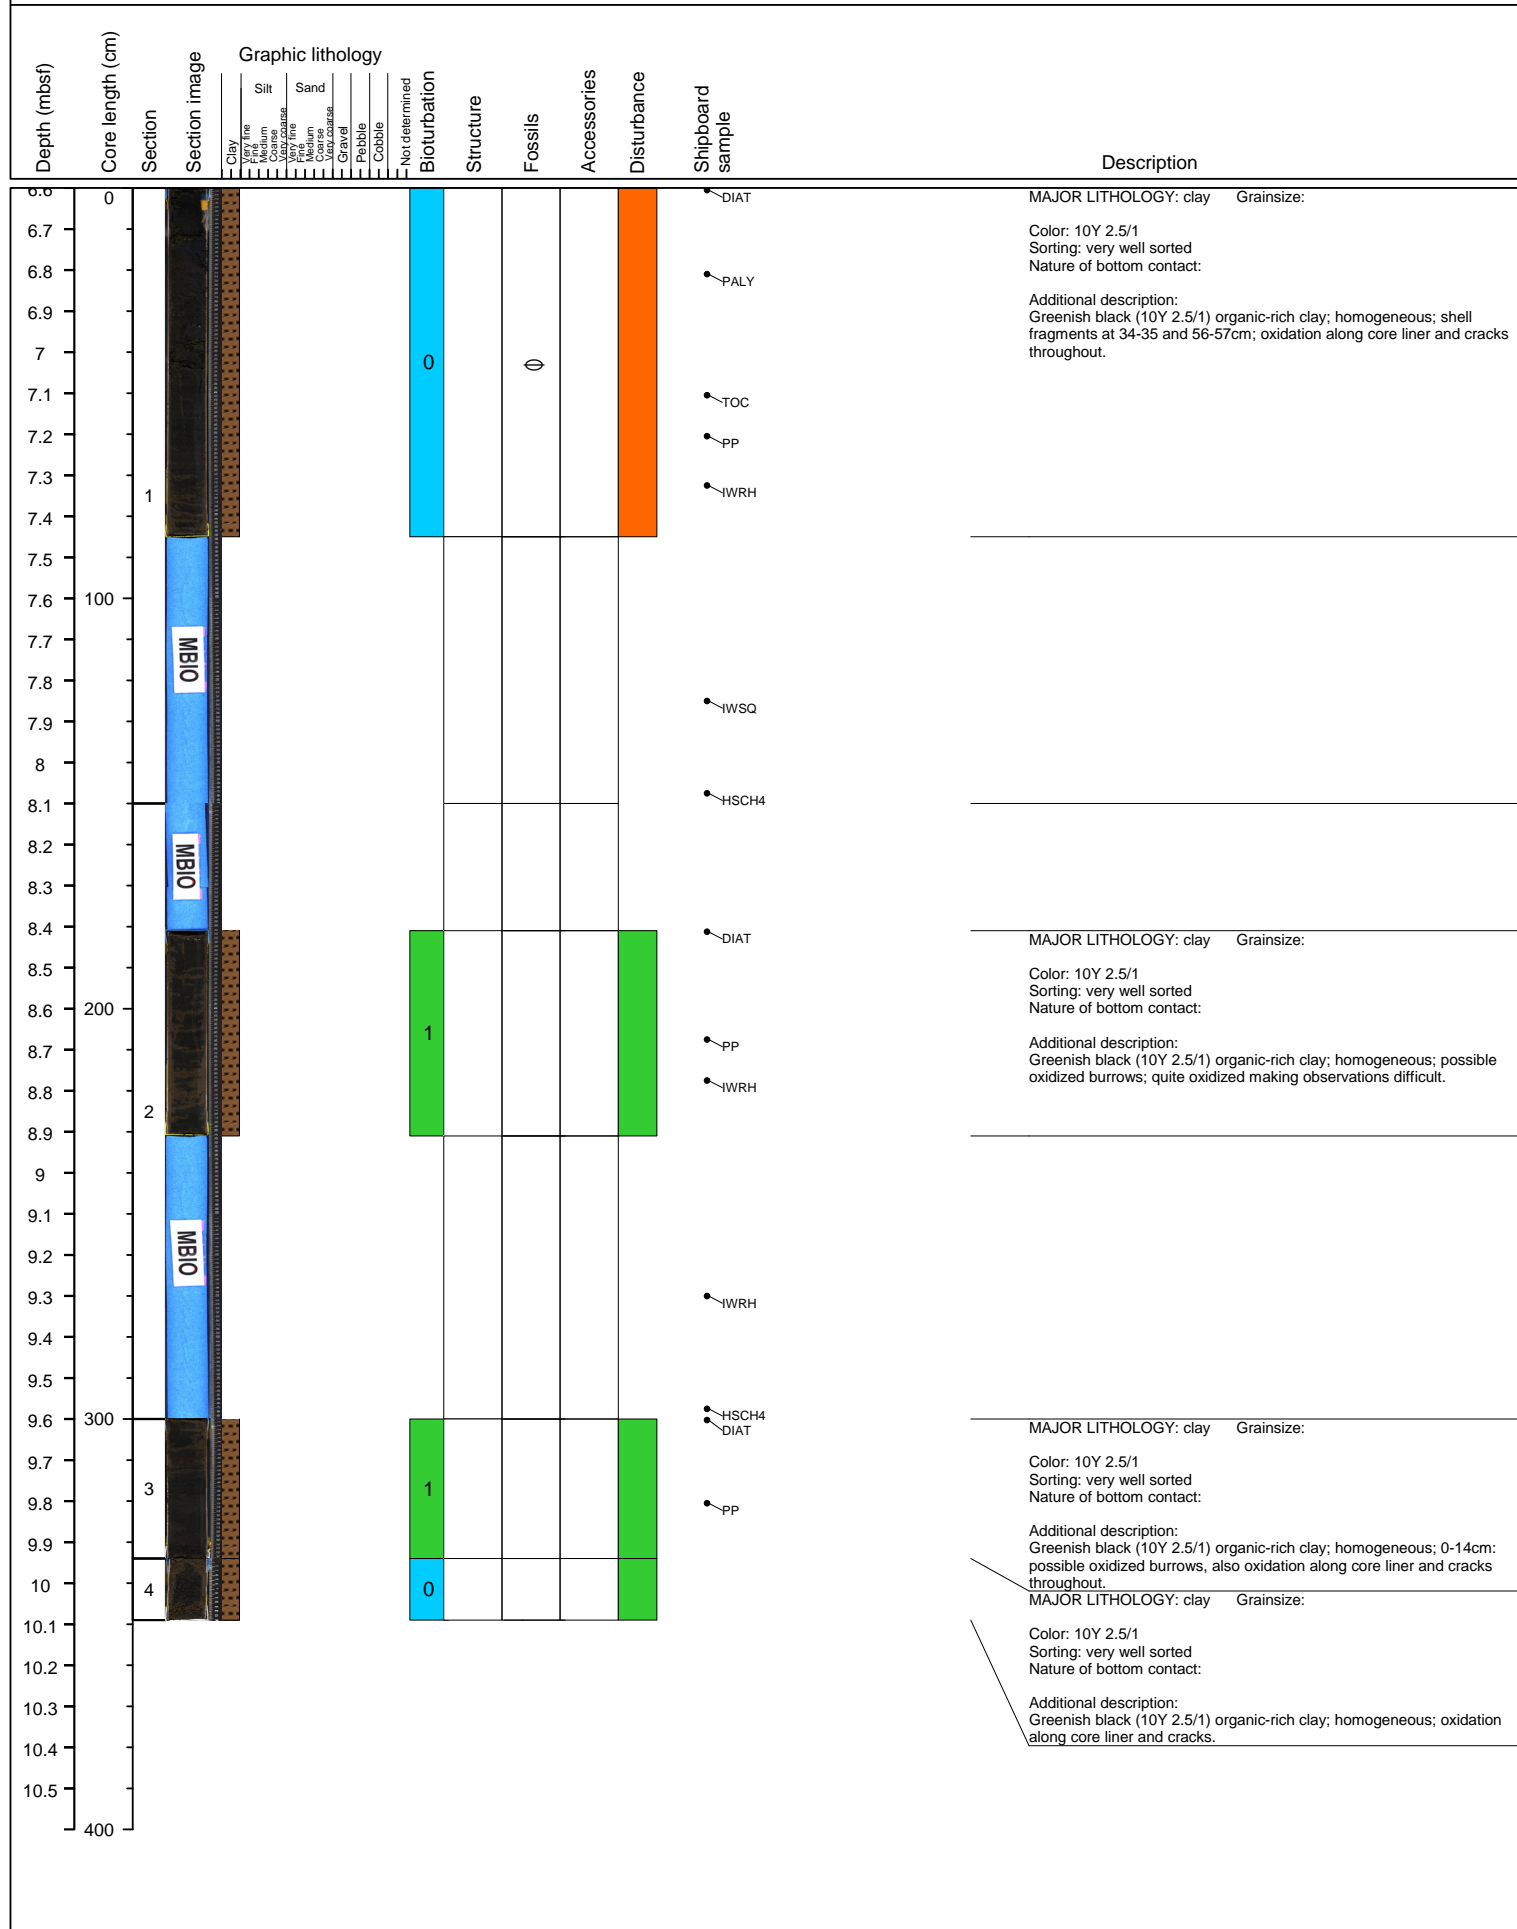 Depth (mbsf)
Core length (cm)
Section
Section image
Graphic lithology
Clay
Silt
Very fine
Fine
Medium
Coarse
Very coarse
Sand
Very fine
Fine
Medium
Coarse
Very coarse
Gravel
Pebble
Cobble
Not determined
Bioturbation
Structure
Fossils
Accessories
Disturbance
Shipboard
sample
Description
6.6
6.7
6.8
6.9
7
7.1
7.2
7.3
7.4
7.5
7.6
7.7
7.8
7.9
8
8.1
8.2
8.3
8.4
8.5
8.6
8.7
8.8
8.9
9
9.1
9.2
9.3
9.4
9.5
9.6
9.7
9.8
9.9
10
10.1
10.2
10.3
10.4
10.5
0
100
200
300
400
1
2
3
4
MBIO
MBIO
MBIO
0
1
1
0
DIAT
PALY
TOC
PP
IWRH
IWSQ
HSCH4
DIAT
PP
IWRH
IWRH
HSCH4
DIAT
PP
MAJOR LITHOLOGY: clay Grainsize:
Color: 10Y 2.5/1
Sorting: very well sorted
Nature of bottom contact:
Additional description:
Greenish black (10Y 2.5/1) organic-rich clay; homogeneous; shell
fragments at 34-35 and 56-57cm; oxidation along core liner and cracks
throughout.
MAJOR LITHOLOGY: clay Grainsize:
Color: 10Y 2.5/1
Sorting: very well sorted
Nature of bottom contact:
Additional description:
Greenish black (10Y 2.5/1) organic-rich clay; homogeneous; possible
oxidized burrows; quite oxidized making observations difficult.
MAJOR LITHOLOGY: clay Grainsize:
Color: 10Y 2.5/1
Sorting: very well sorted
Nature of bottom contact:
Additional description:
Greenish black (10Y 2.5/1) organic-rich clay; homogeneous; 0-14cm:
possible oxidized burrows, also oxidation along core liner and cracks
throughout.
MAJOR LITHOLOGY: clay Grainsize:
Color: 10Y 2.5/1
Sorting: very well sorted
Nature of bottom contact:
Additional description:
Greenish black (10Y 2.5/1) organic-rich clay; homogeneous; oxidation
along core liner and cracks.